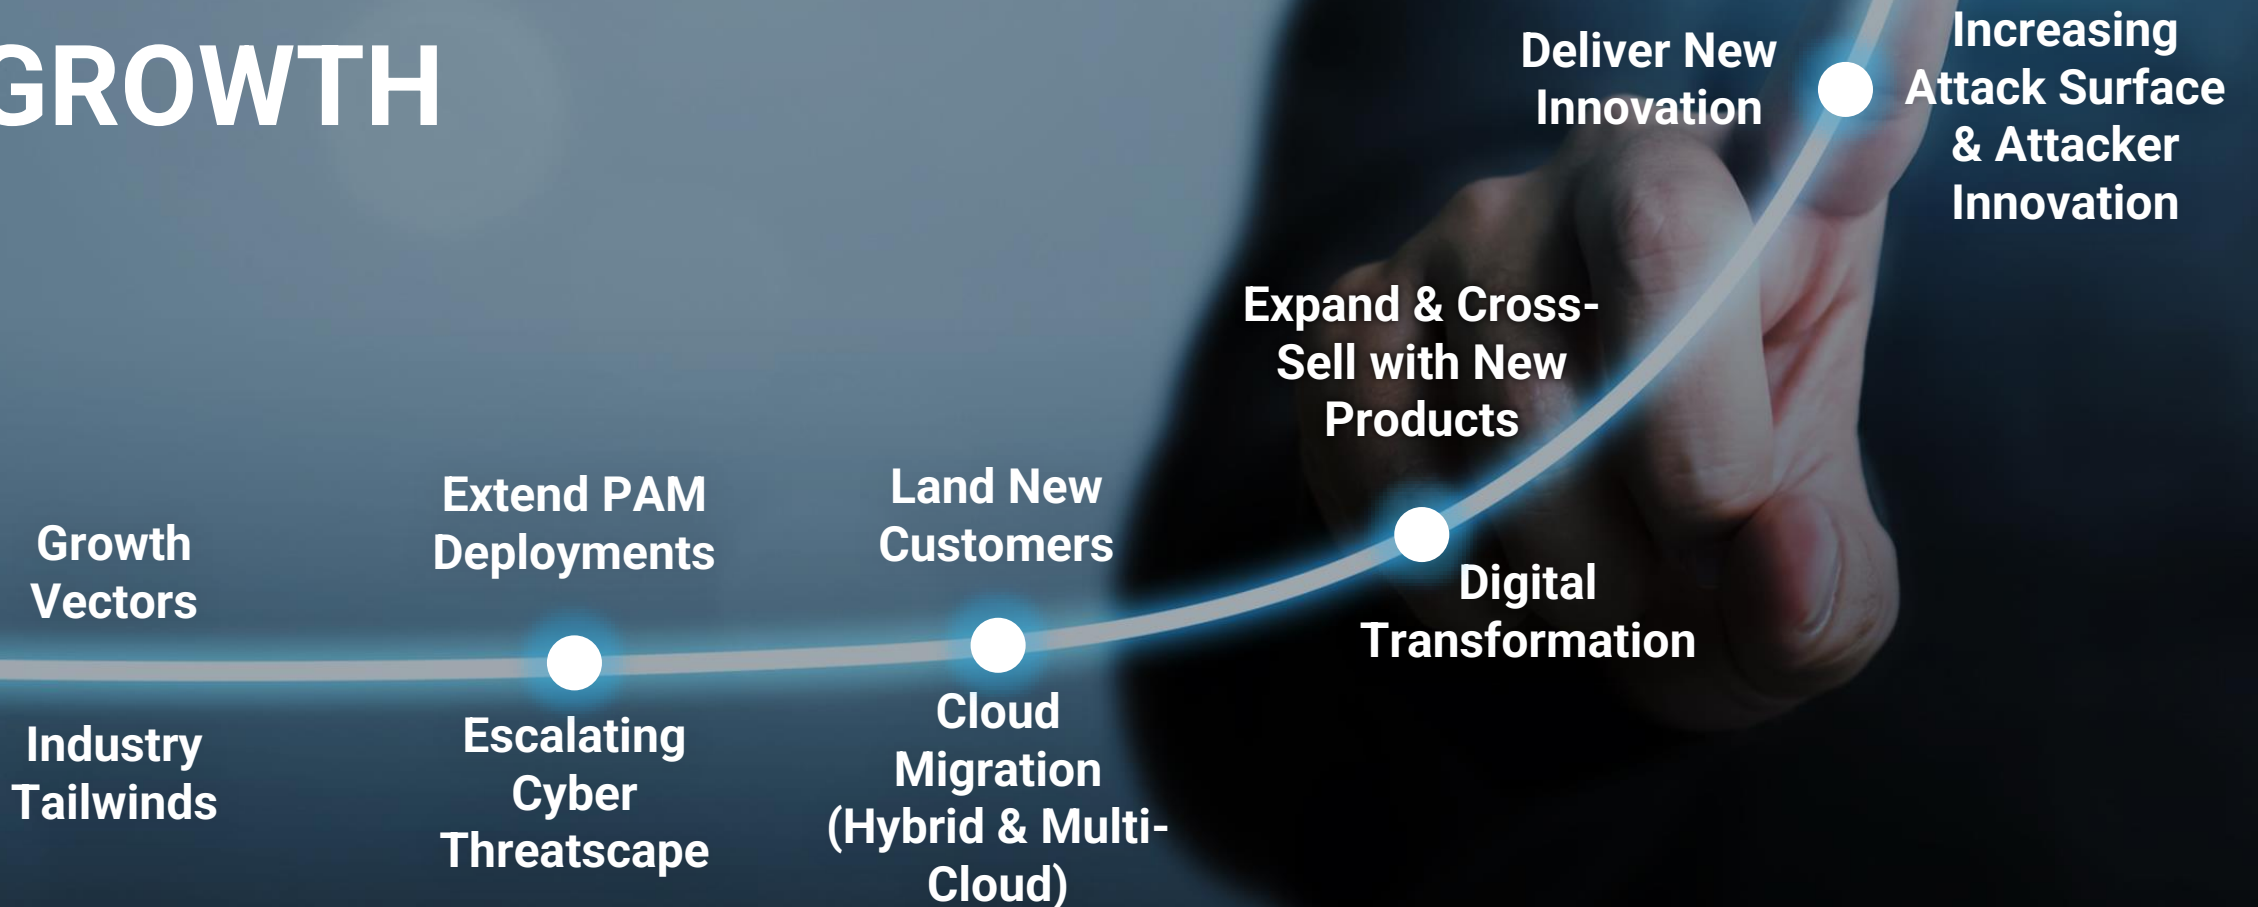 GROWTH
Deliver New
Innovation
Increasing
Attack Surface
& Attacker
Innovation
Expand & Cross-
Sell with New
Products
Digital
Transformation
Land New
Customers
Cloud
Migration
(Hybrid & Multi-
Cloud)
Extend PAM
Deployments
Escalating
Cyber
Threatscape
Growth
Vectors
Industry
Tailwinds